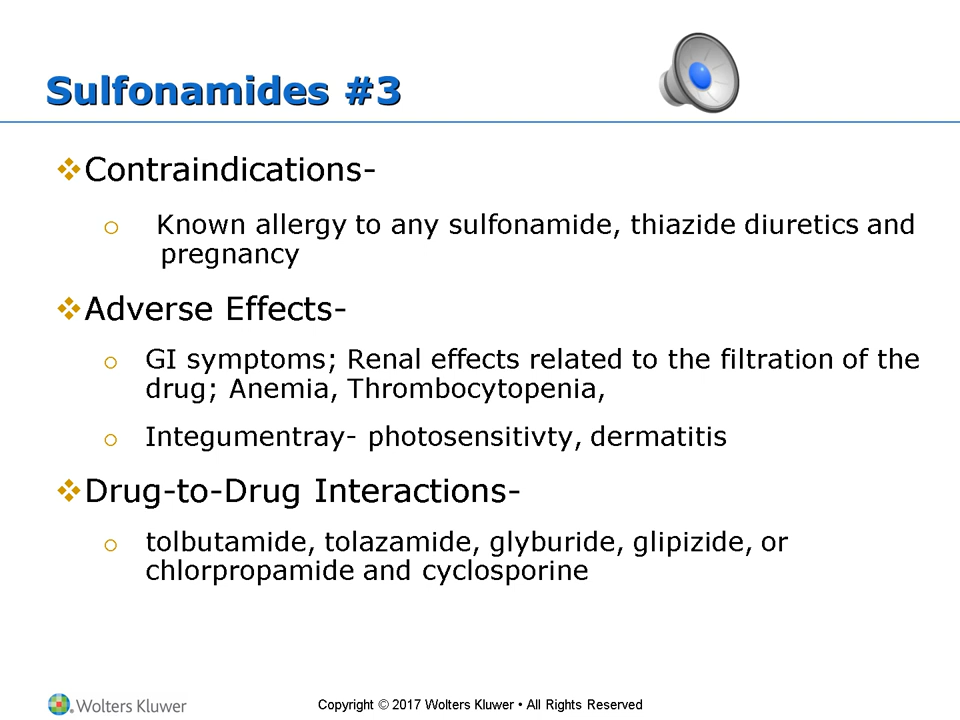 Sulfonamides #3
❖Contraindications-
o Known allergy to any sulfonamide, thiazide diuretics and
pregnancy
❖Adverse Effects-
o GI symptoms; Renal effects related to the filtration of the
drug; Anemia, Thrombocytopenia,
o Integumentray- photosensitivty, dermatitis
❖Drug-to-Drug Interactions-
o tolbutamide, tolazamide, glyburide, glipizide, or
chlorpropamide and cyclosporine
Wolters Kluwer
Copyright © 2017 Wolters Kluwer • All Rights Reserved